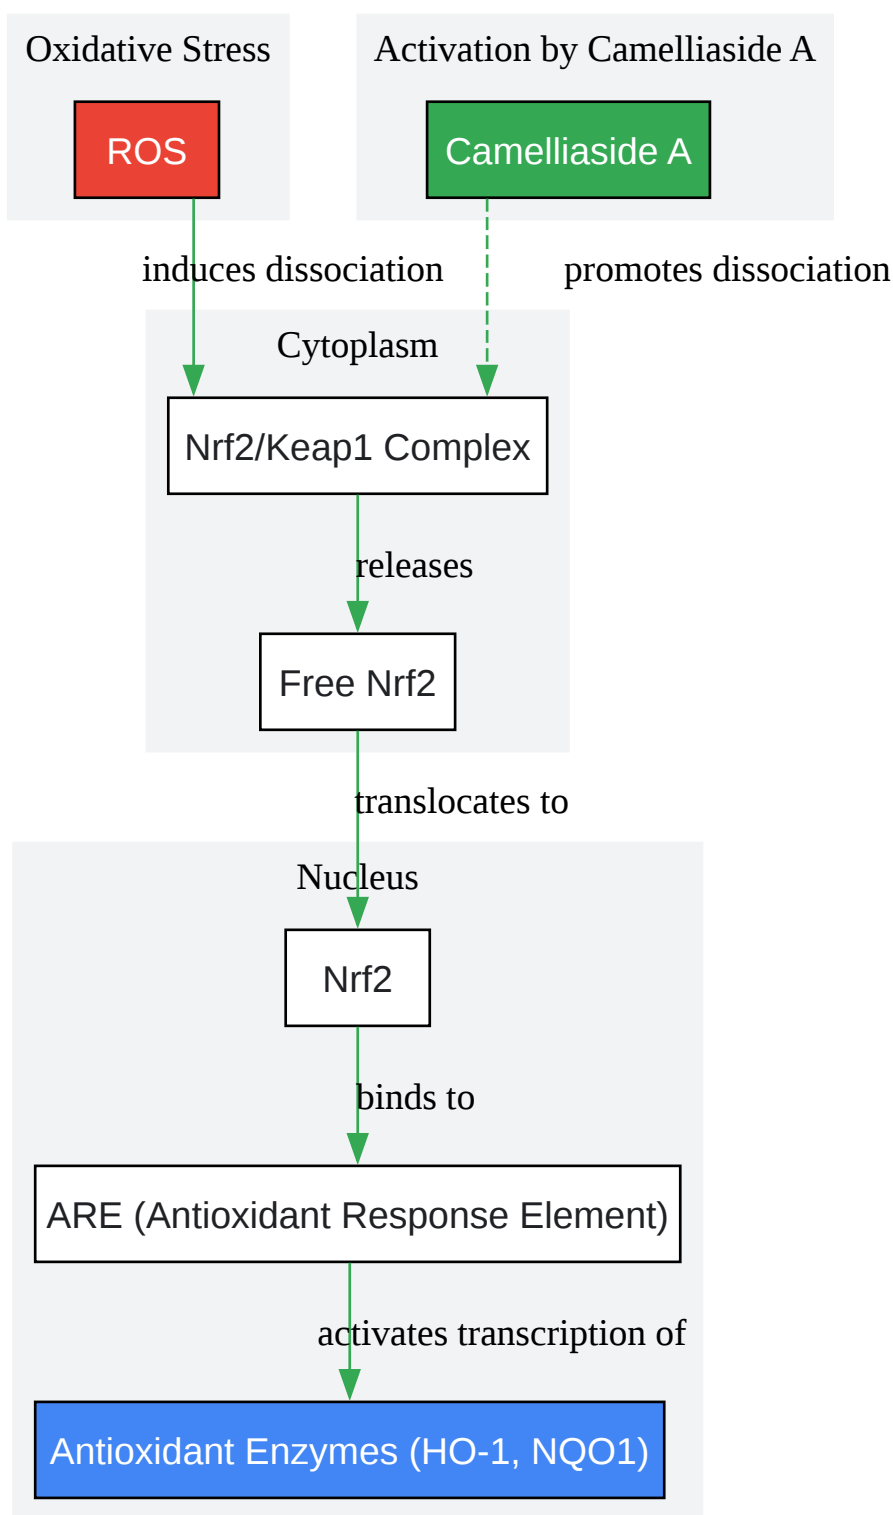 Oxidative Stress
Activation by Camelliaside A
ROS
Camelliaside A
induces dissociation
promotes dissociation
Cytoplasm
Nrf2/Keap1 Complex
releases
Free Nrf2
translocates to
Nucleus
Nrf2
binds to
ARE (Antioxidant Response Element)
activates transcription of
Antioxidant Enzymes (HO-1, NQO1)